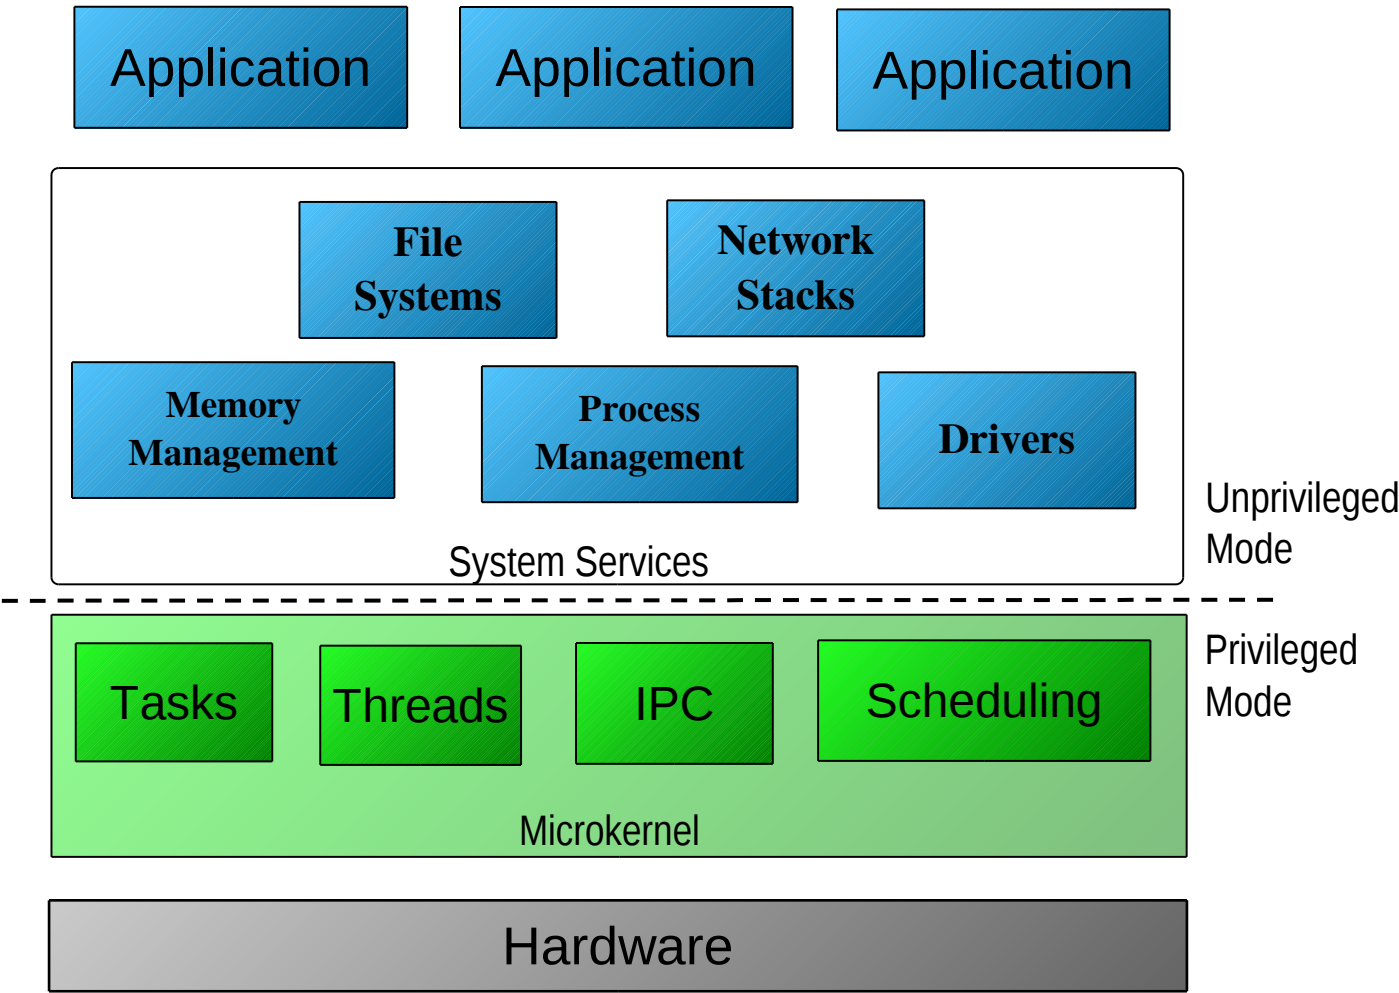 Application
Application
Application
File
Systems
Network
Stacks
Memory
Management
Process
Management
Drivers
System Services
Unprivileged
Mode
Privileged
Mode
Tasks
Threads
IPC
Scheduling
Microkernel
Hardware